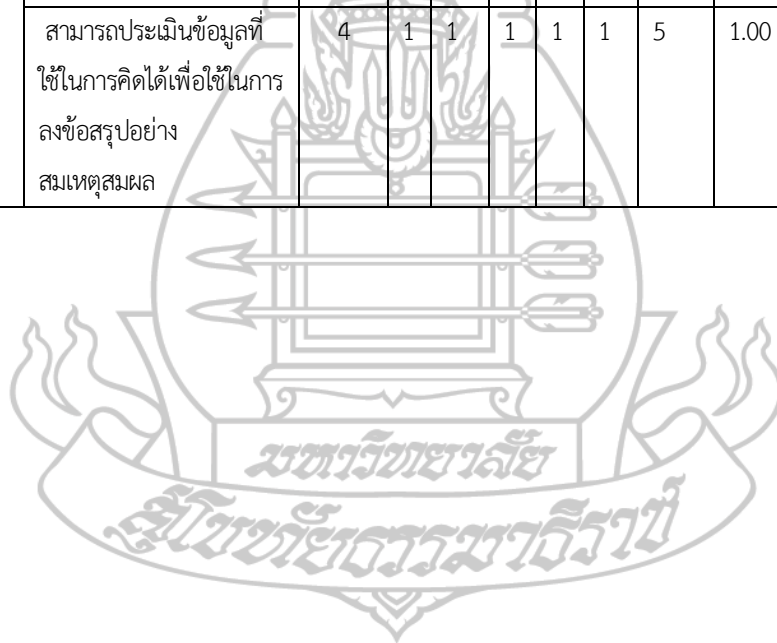 สามารถประเมินข้อมูลที่ 4 1 1 1 1 1 5 1.00
ใช้ในการคิดได้เพื่อใช้ในการ
ลงข้อสรุปอย่าง
สมเหตุสมผล
มหาวิทยาลัย
สุโขทัยธรรมาธิราช